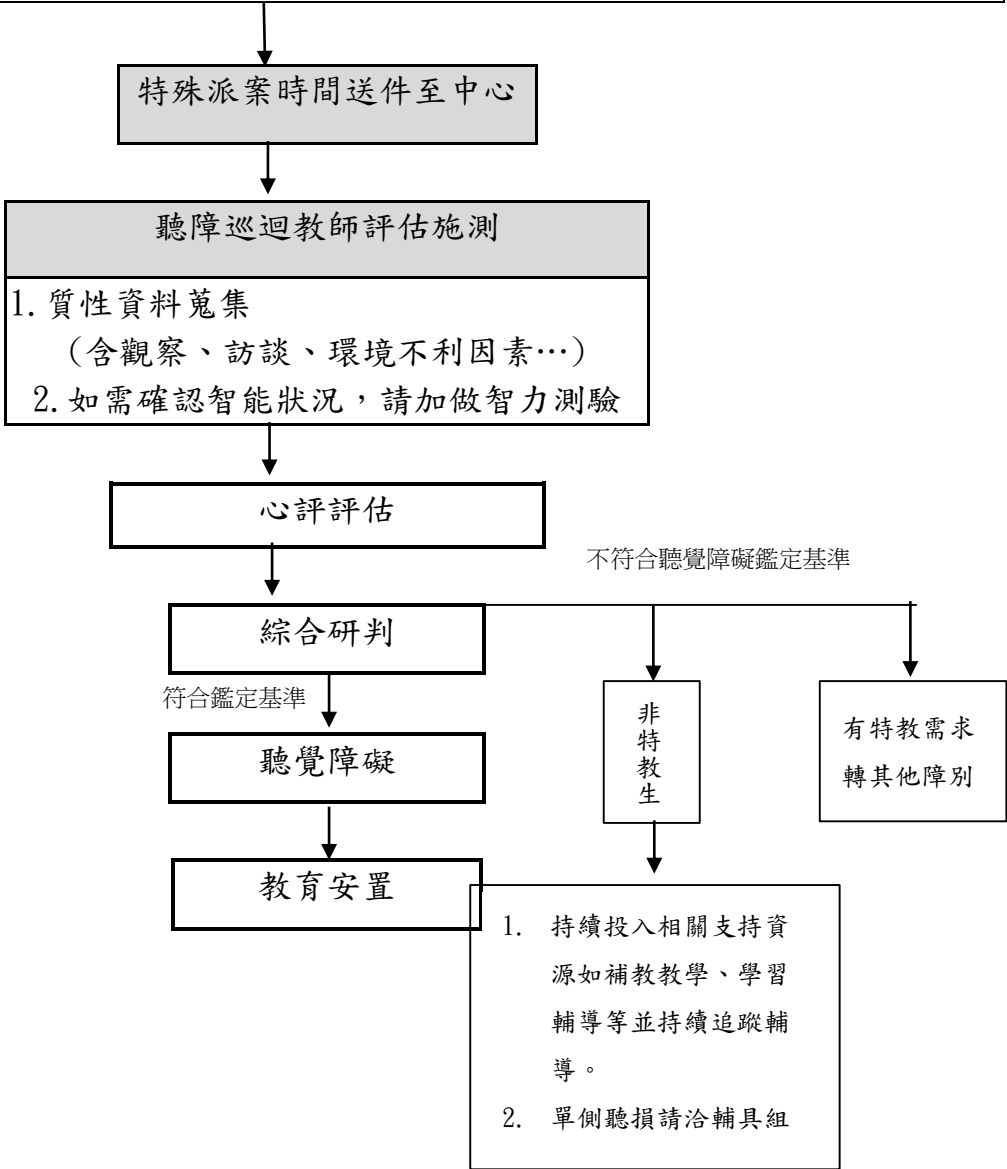 特殊派案時間送件至中心
聽障巡迴教師評估施測
1. 質性資料蒐集
（含觀察、訪談、環境不利因素…）
2. 如需確認智能狀況，請加做智力測驗
心評評估
不符合聽覺障礙鑑定基準
綜合研判
符合鑑定基準
聽覺障礙
教育安置
非
特
教
生
有特教需求
轉其他障別
1. 持續投入相關支持資
源如補教教學、學習
輔導等並持續追蹤輔
導。
2. 單側聽損請洽輔具組